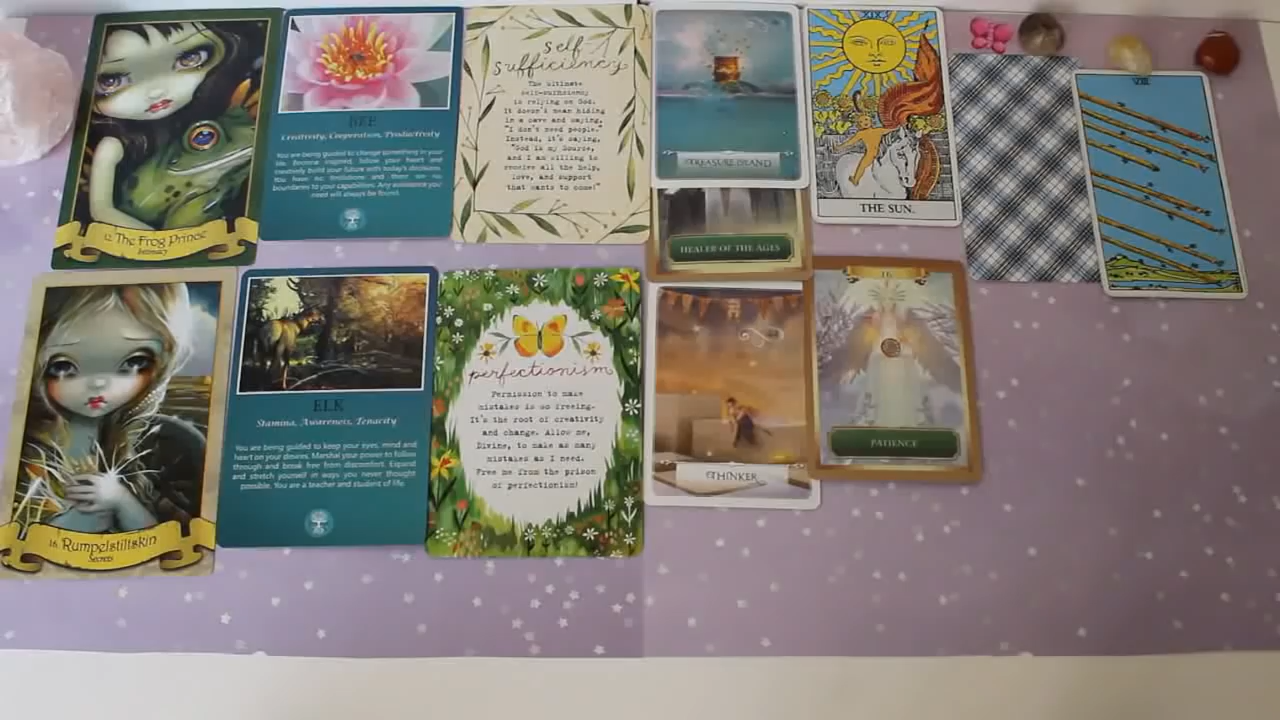 12. The Frog Prince
Intimacy
BEE
Creativity, Cooperation, Productivity
You are being guided to change something in your
life. Become inspired, follow your heart and
creatively build your future with today's decisions.
You have no limitations and there are no
boundaries to your capabilities. Any assistance you
need will always be found.
self
sufficiency
The ultimate
self-sufficiency
is relying on God.
It doesn't mean hiding
in a cave and saying,
"I don't need people."
Instead, it's saying,
"God is my Source,
and I am willing to
receive all the help,
love, and support
that wants to come!"
TREASURE ISLAND
HEALER OF THE AGES
XIX
THE SUN.
VIII
16. Rumpelstiltskin
Secrets
ELK
Stamina, Awareness, Tenacity
You are being guided to keep your eyes, mind and
heart on your desires. Marshal your power to follow
through and break free from discomfort. Expand
and stretch yourself in ways you never thought
possible. You are a teacher and student of life.
perfectionism
Permission to make
mistakes is so freeing.
It's the root of creativity
and change. Allow me,
Divine, to make as many
mistakes as I need.
Free me from the prison
of perfectionism!
THINKER
16
PATIENCE